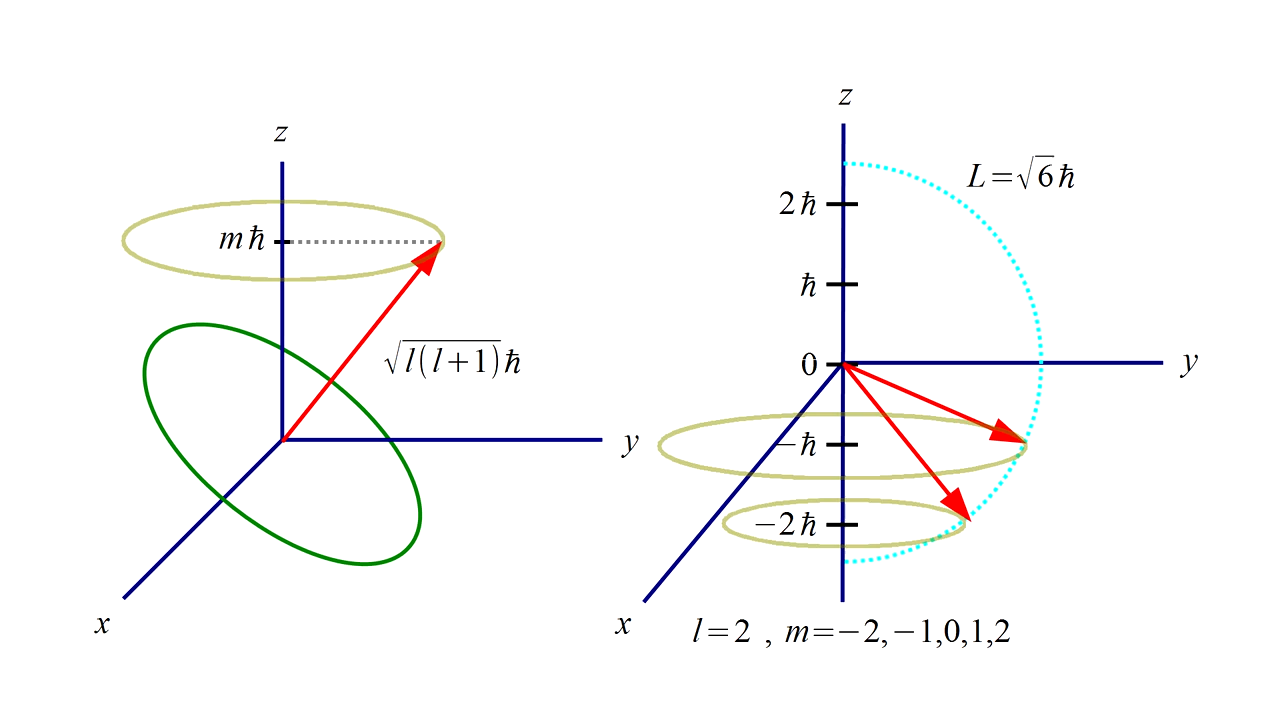 z
mħ
√l(l+1)ħ
y
x
z
L=√6ħ
2ħ
ħ
0
y
−ħ
−2ħ
x
l=2 , m=−2,−1,0,1,2